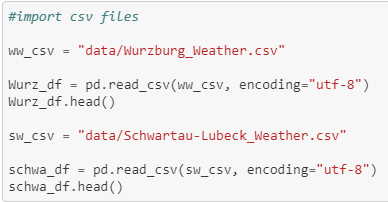 #import csv files
ww_csv = "data/Wurzburg_Weather.csv"
Wurz_df = pd.read_csv(ww_csv, encoding="utf-8")
Wurz_df.head()
sw_csv = "data/Schwartau-Lubeck_Weather.csv"
schwa_df = pd.read_csv(sw_csv, encoding="utf-8")
schwa_df.head()